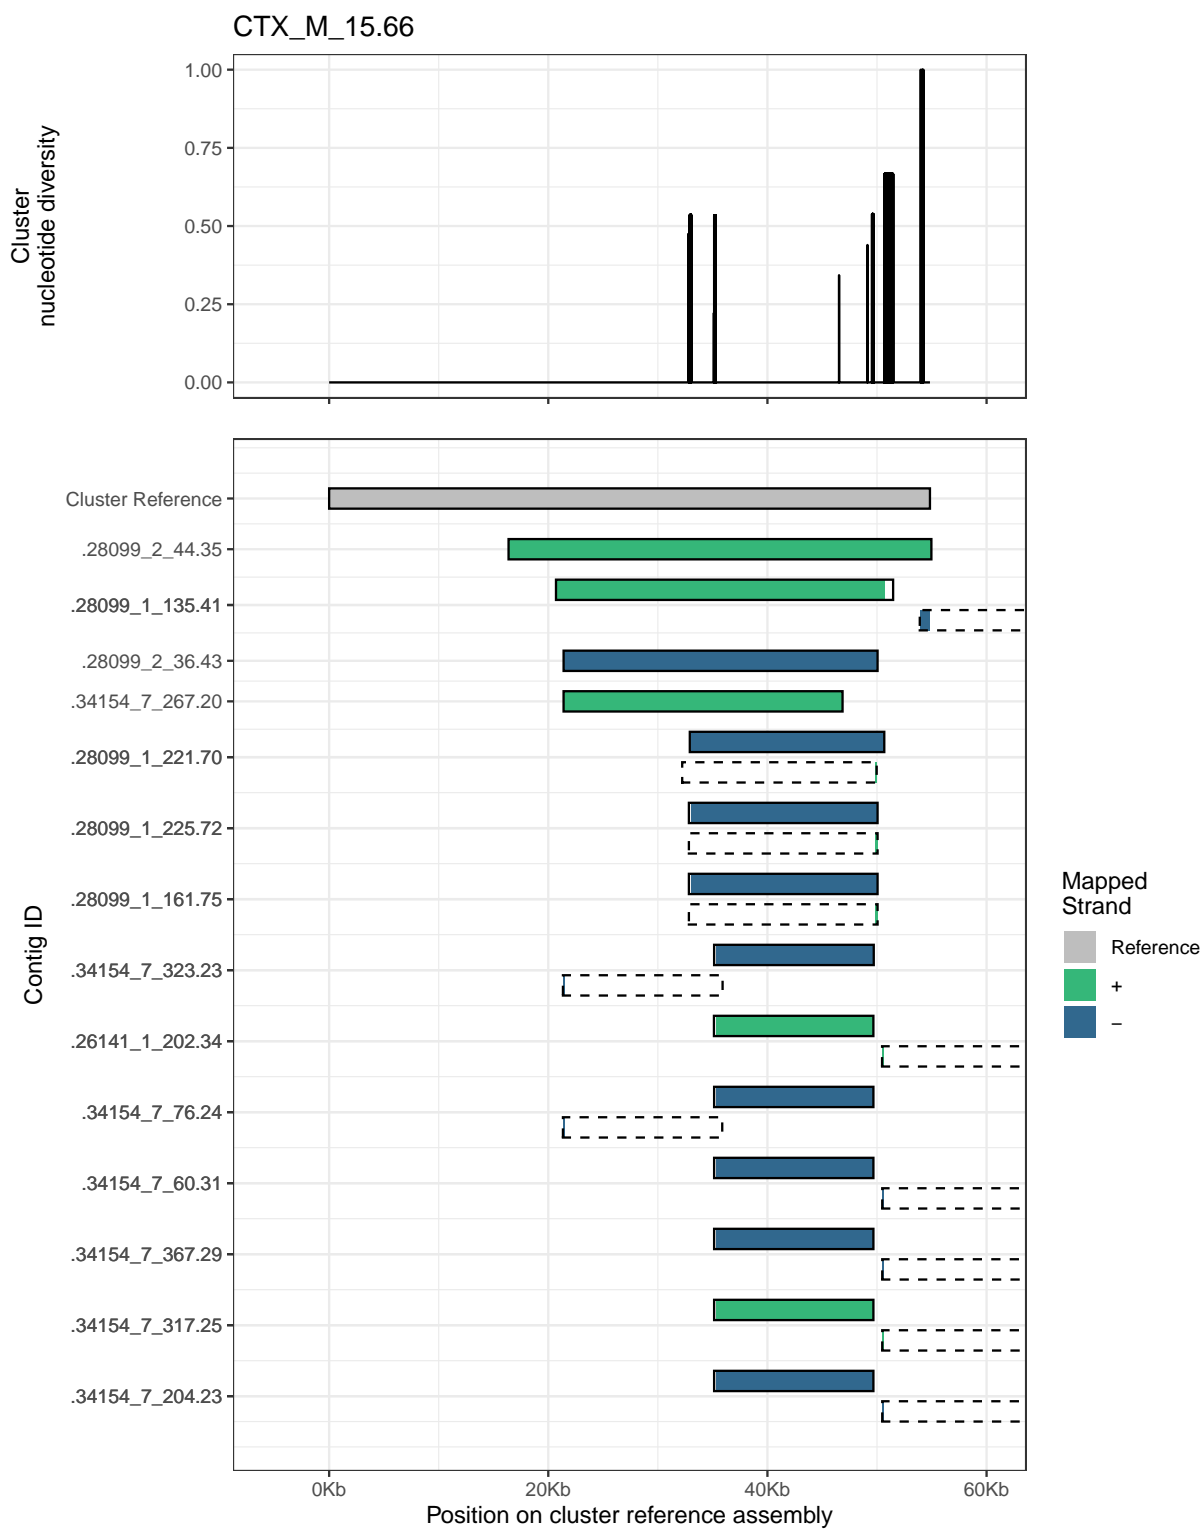 CTX_M_15.66
Cluster
nucleotide diversity
1.00
0.75
0.50
0.25
0.00
Contig ID
Cluster Reference
.28099_2_44.35
.28099_1_135.41
.28099_2_36.43
.34154_7_267.20
.28099_1_221.70
.28099_1_225.72
.28099_1_161.75
.34154_7_323.23
.26141_1_202.34
.34154_7_76.24
.34154_7_60.31
.34154_7_367.29
.34154_7_317.25
.34154_7_204.23
0Kb
20Kb
40Kb
60Kb
Position on cluster reference assembly
Mapped
Strand
Reference
+
−